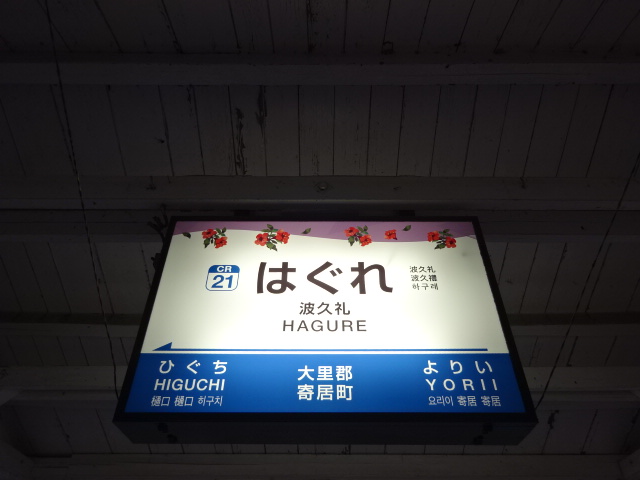 CR
21
はぐれ
波久礼
HAGURE
波久礼
波久禮
하구레
ひぐち
HIGUCHI
樋口 樋口 히구치
大里郡
寄居町
よりい
YORII
요리이 寄居 寄居